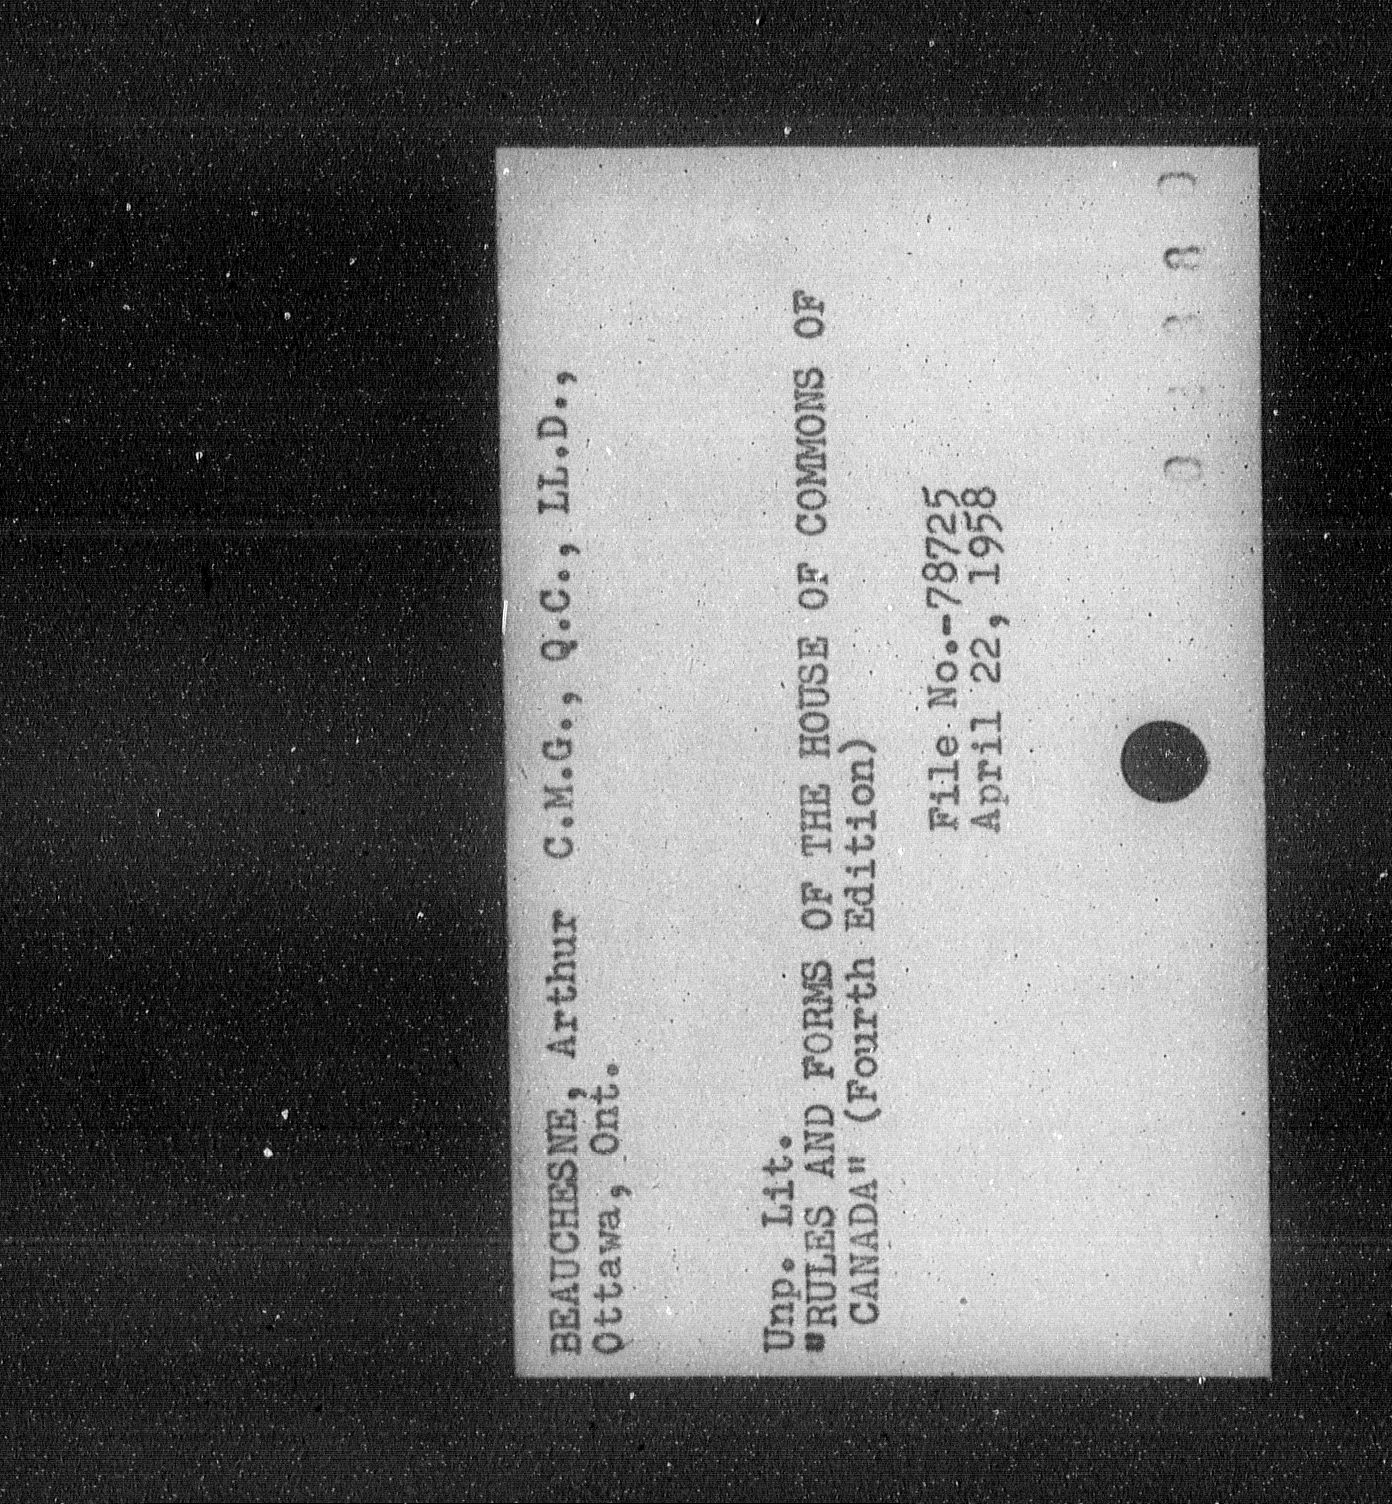 BEAUCHESNE, Arthur C.M.G., Q.C., LL.D.,
Ottawa, Ont.
Unp. Lit.
"RULES AND FORMS OF THE HOUSE OF COMMONS OF
CANADA" (Fourth Edition)
File No.-78725
April 22, 1958